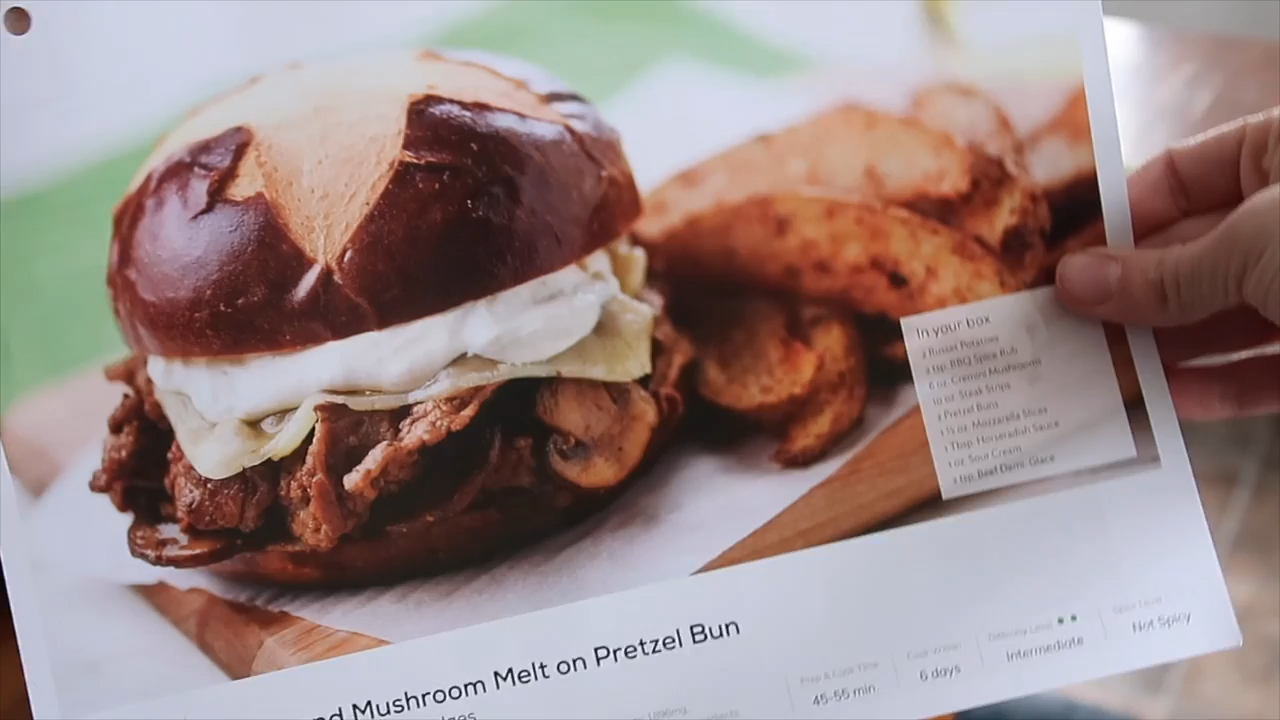 In your box
2 Russet Potatoes
2 tsp. BBQ Spice Rub
6 oz. Cremini Mushrooms
10 oz. Steak Strips
2 Pretzel Buns
1 ½ oz. Mozzarella Slices
1 Tbsp. Horseradish Sauce
1 oz. Sour Cream
2 tsp. Beef Demi-Glace
nd Mushroom Melt on Pretzel Bun
dges
Prep & Cook Time
45-55 min
Cook Within
6 days
Difficulty Level
Intermediate
Spice Level
Not Spicy